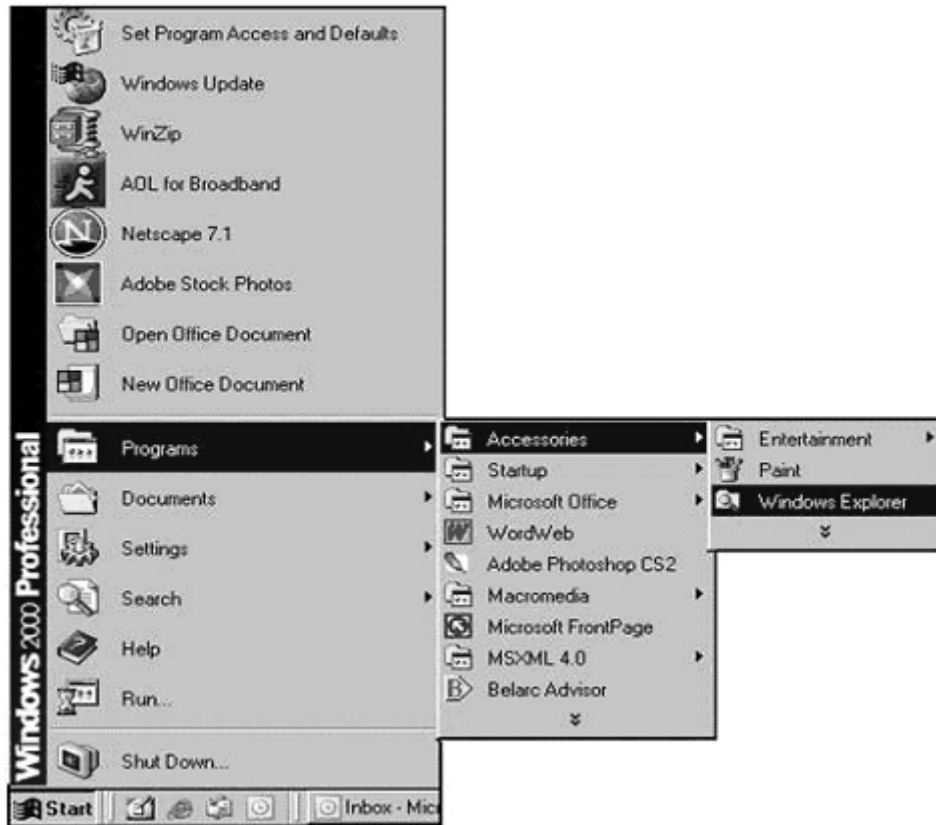 Set Program Access and Defaults
Windows Update
WinZip
AOL for Broadband
Netscape 7.1
Adobe Stock Photos
Open Office Document
New Office Document
Programs
Documents
Settings
Search
Help
Run...
Shut Down...
Windows 2000 Professional
Accessories
Startup
Microsoft Office
WordWeb
Adobe Photoshop CS2
Macromedia
Microsoft FrontPage
MSXML 4.0
Belarc Advisor
Entertainment
Paint
Windows Explorer
Start
Inbox - Micr